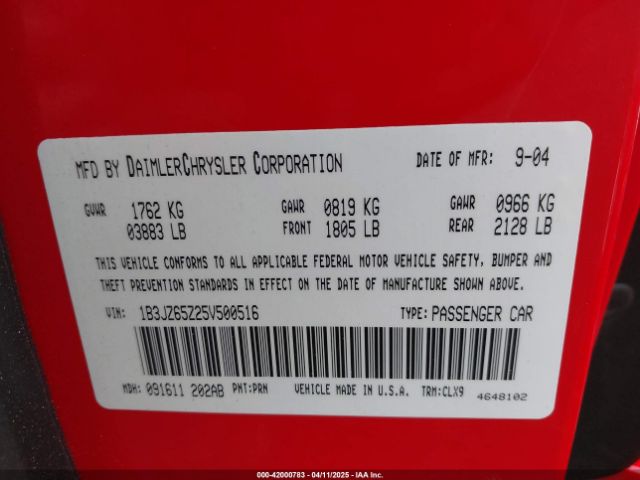 MFD BY DAIMLERCHRYSLER CORPORATION DATE OF MFR: 9-04
GVWR 1762 KG GAWR 0819 KG GAWR 0966 KG
03883 LB FRONT 1805 LB REAR 2128 LB
THIS VEHICLE CONFORMS TO ALL APPLICABLE FEDERAL MOTOR VEHICLE SAFETY, BUMPER AND
THEFT PREVENTION STANDARDS IN EFFECT ON THE DATE OF MANUFACTURE SHOWN ABOVE.
VIN: 1B3JZ65Z25V500516 TYPE: PASSENGER CAR
MDH: 091611 202AB PNT:PRN VEHICLE MADE IN U.S.A. TRM:CLX9 4648102
000-42000783 - 04/11/2025 - IAA Inc.